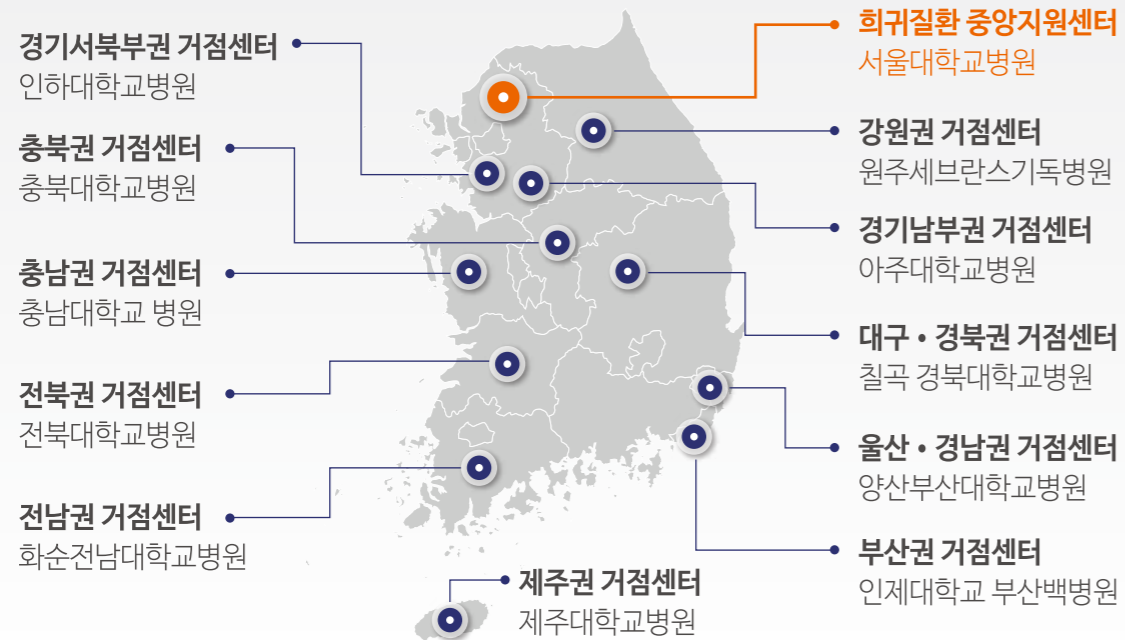 경기서북부권 거점센터
인하대학교병원
충북권 거점센터
충북대학교병원
충남권 거점센터
충남대학교 병원
전북권 거점센터
전북대학교병원
전남권 거점센터
화순전남대학교병원
제주권 거점센터
제주대학교병원
희귀질환 중앙지원센터
서울대학교병원
강원권 거점센터
원주세브란스기독병원
경기남부권 거점센터
아주대학교병원
대구 • 경북권 거점센터
칠곡 경북대학교병원
울산 • 경남권 거점센터
양산부산대학교병원
부산권 거점센터
인제대학교 부산백병원